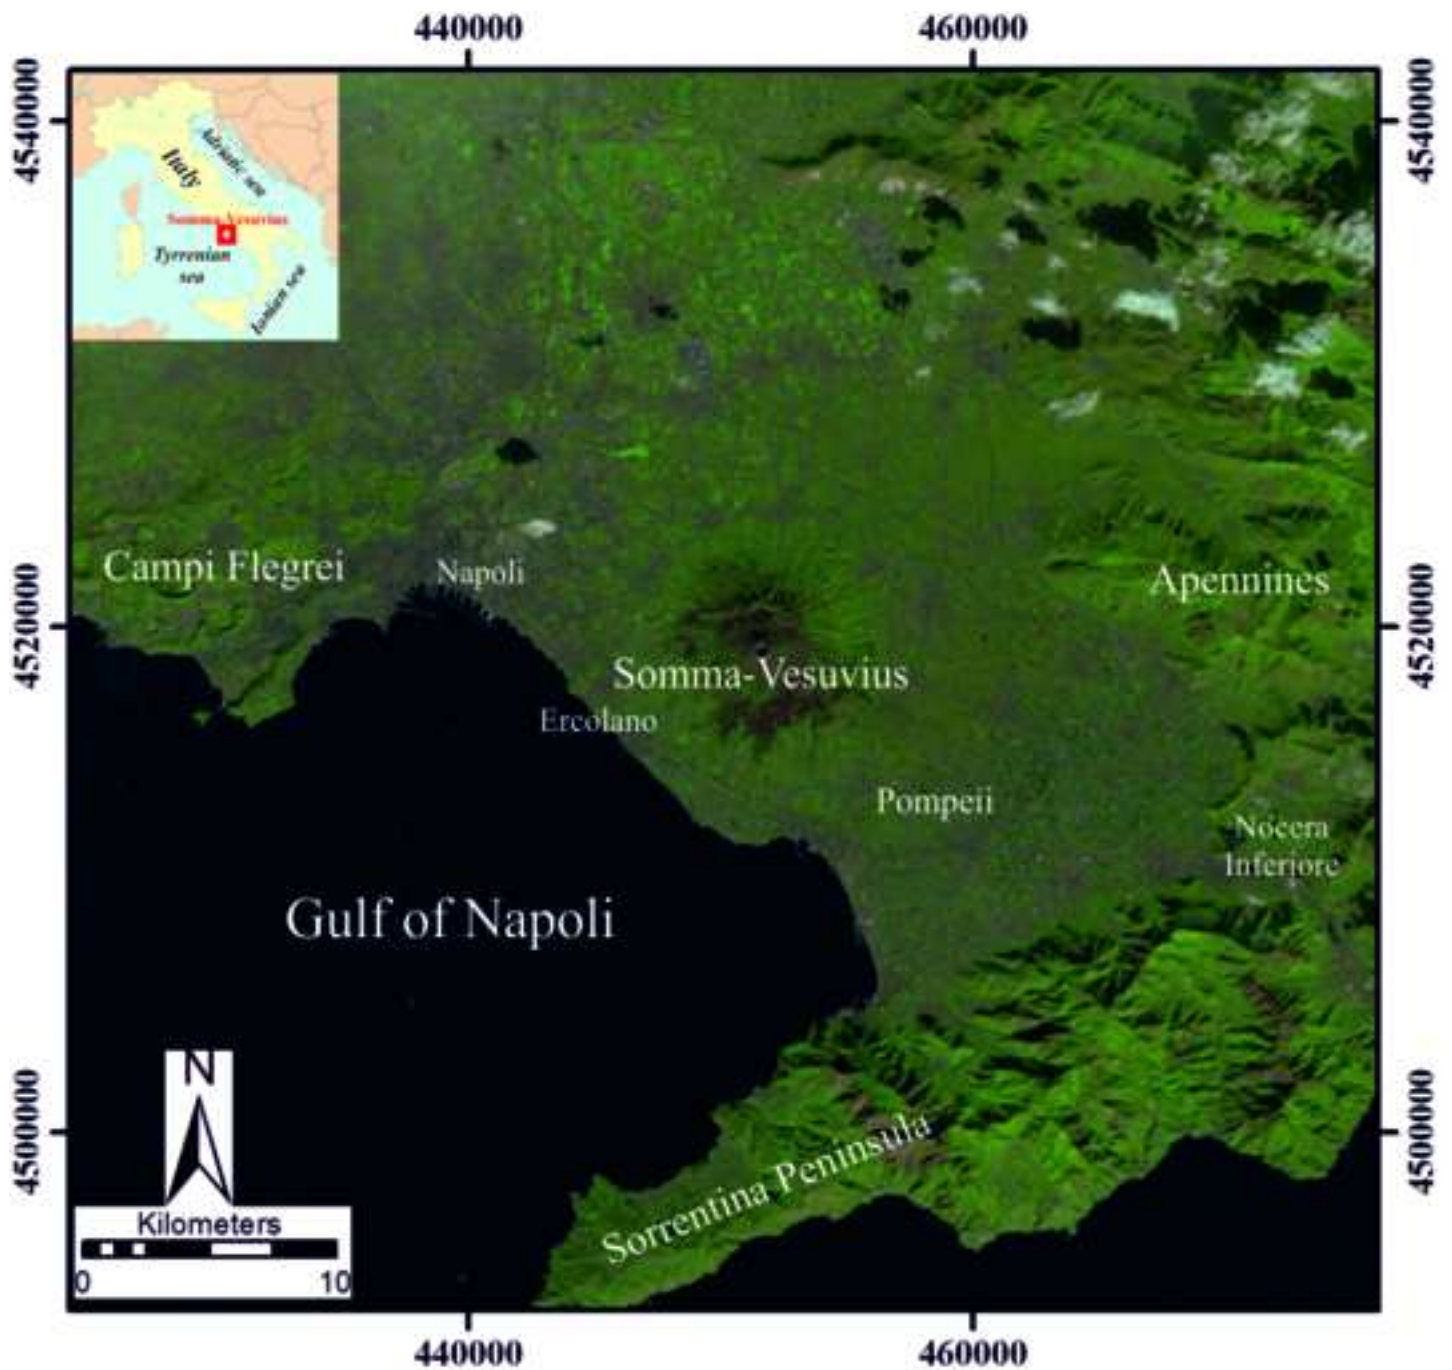 440000
460000
4540000
4540000
Italy
Adriatic sea
Somma-Vesuvius
Tyrrenian
sea
Ionian sea
Campi Flegrei
Napoli
Apennines
4520000
4520000
Somma-Vesuvius
Ercolano
Pompeii
Nocera
Inferiore
Gulf of Napoli
N
Sorrentina Peninsula
4500000
4500000
Kilometers
0
10
440000
460000